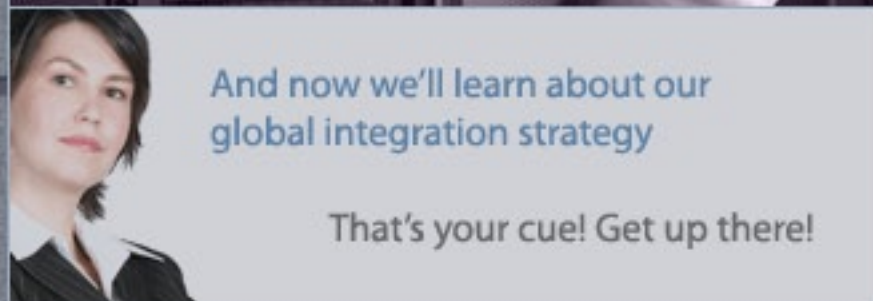 And now we'll learn about our
global integration strategy
That's your cue! Get up there!